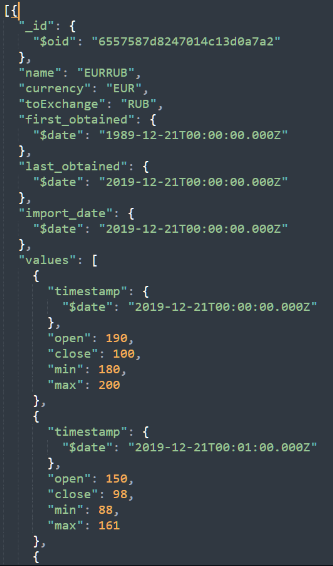 [{
  "_id": {
    "$oid": "6557587d8247014c13d0a7a2"
  },
  "name": "EURRUB",
  "currency": "EUR",
  "toExchange": "RUB",
  "first_obtained": {
    "$date": "1989-12-21T00:00:00.000Z"
  },
  "last_obtained": {
    "$date": "2019-12-21T00:00:00.000Z"
  },
  "import_date": {
    "$date": "2019-12-21T00:00:00.000Z"
  },
  "values": [
    {
      "timestamp": {
        "$date": "2019-12-21T00:00:00.000Z"
      },
      "open": 190,
      "close": 100,
      "min": 180,
      "max": 200
    },
    {
      "timestamp": {
        "$date": "2019-12-21T00:01:00.000Z"
      },
      "open": 150,
      "close": 98,
      "min": 88,
      "max": 161
    },
    {